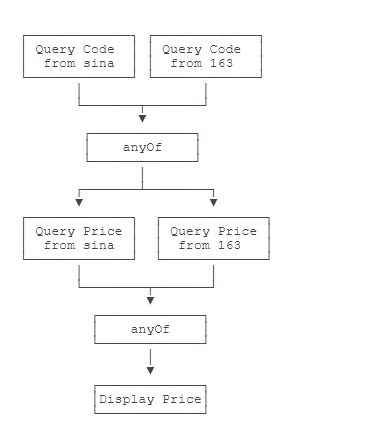 Query Code
from sina
Query Code
from 163
anyOf
Query Price
from sina
Query Price
from 163
anyOf
Display Price